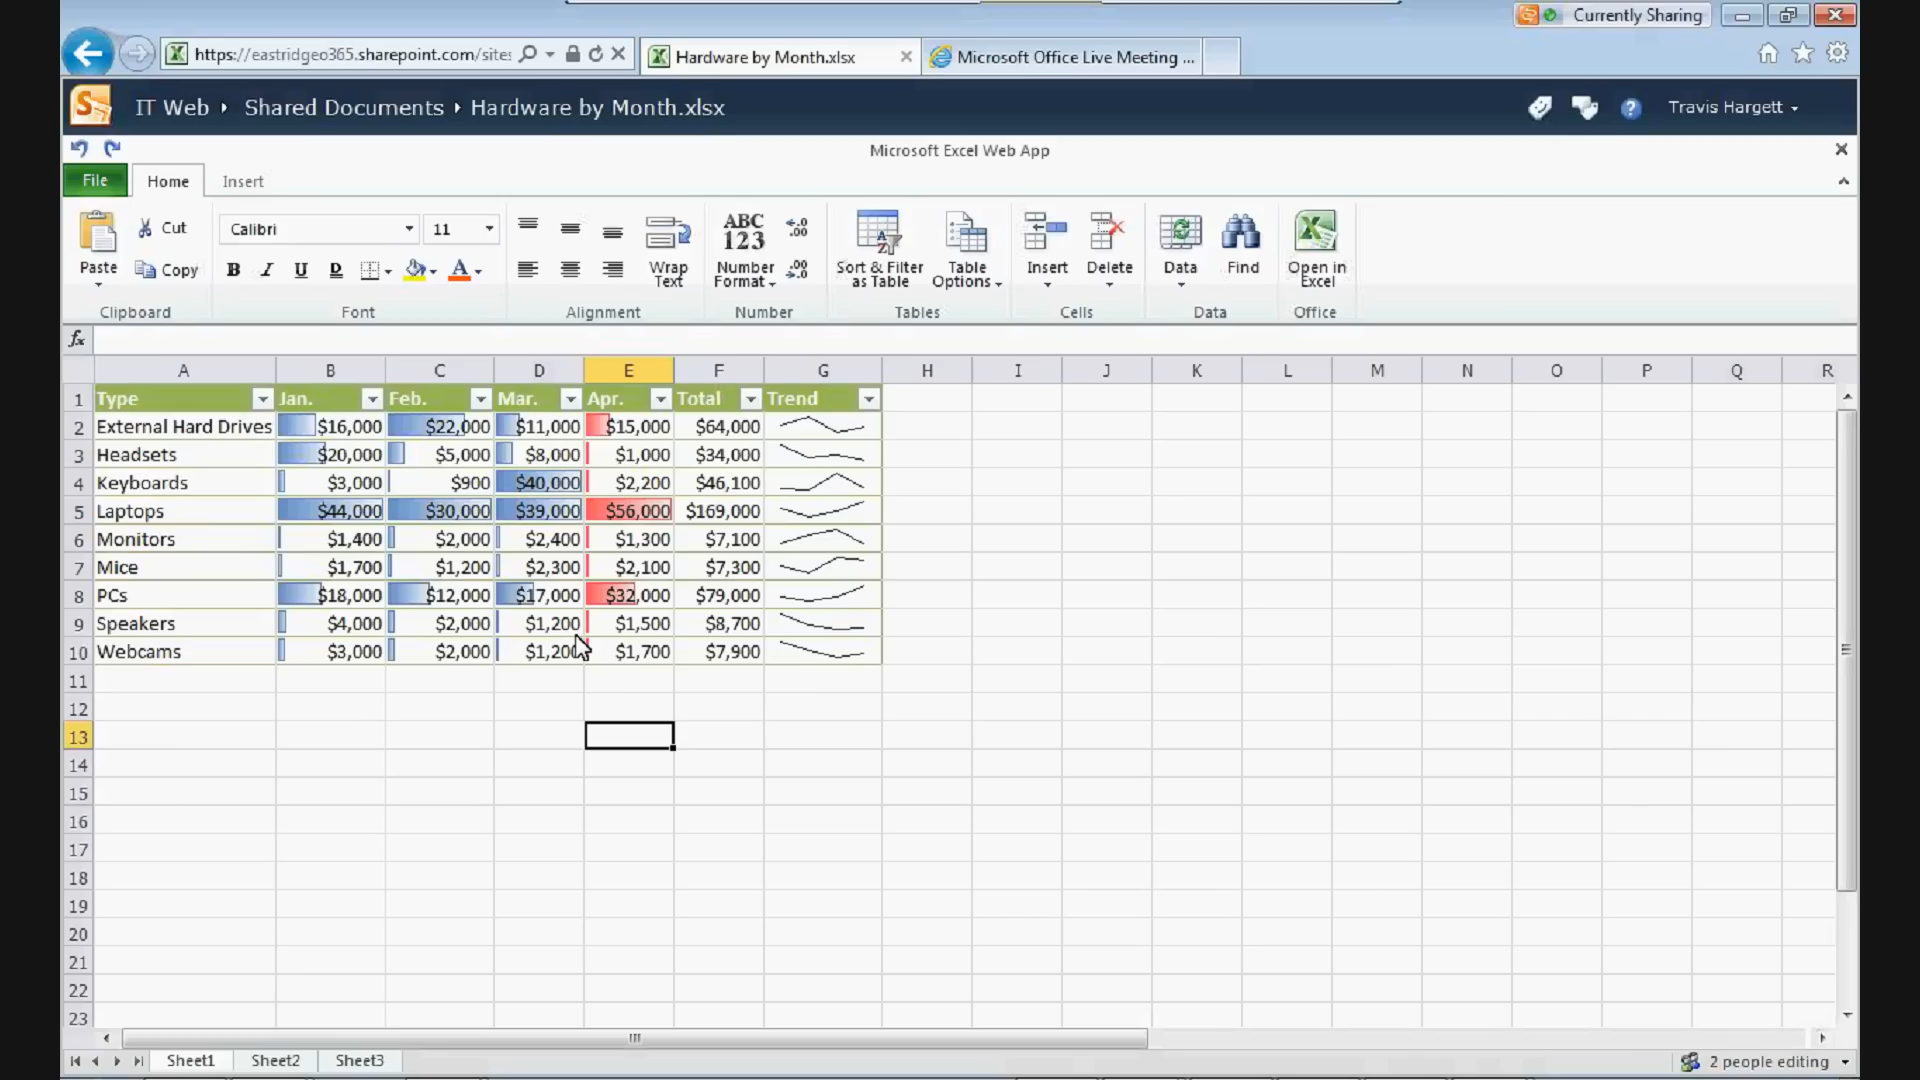 Currently Sharing
https://eastridgeo365.sharepoint.com/sites
Hardware by Month.xlsx
Microsoft Office Live Meeting ...
IT Web Shared Documents Hardware by Month.xlsx
Travis Hargett
Microsoft Excel Web App
File Home Insert
Paste
Cut
Copy
Clipboard
Calibri 11
B I U D
A
Font
Wrap Text
Alignment
ABC 123
Number Format
.00
.00
Number
Sort & Filter as Table
Table Options
Tables
Insert
Delete
Cells
Data
Find
Data
Open in Excel
Office
fx
A B C D E F G H I J K L M N O P Q R
1 Type Jan. Feb. Mar. Apr. Total Trend
2 External Hard Drives $16,000 $22,000 $11,000 $15,000 $64,000
3 Headsets $20,000 $5,000 $8,000 $1,000 $34,000
4 Keyboards $3,000 $900 $40,000 $2,200 $46,100
5 Laptops $44,000 $30,000 $39,000 $56,000 $169,000
6 Monitors $1,400 $2,000 $2,400 $1,300 $7,100
7 Mice $1,700 $1,200 $2,300 $2,100 $7,300
8 PCs $18,000 $12,000 $17,000 $32,000 $79,000
9 Speakers $4,000 $2,000 $1,200 $1,500 $8,700
10 Webcams $3,000 $2,000 $1,200 $1,700 $7,900
11
12
13
14
15
16
17
18
19
20
21
22
23
Sheet1 Sheet2 Sheet3
2 people editing